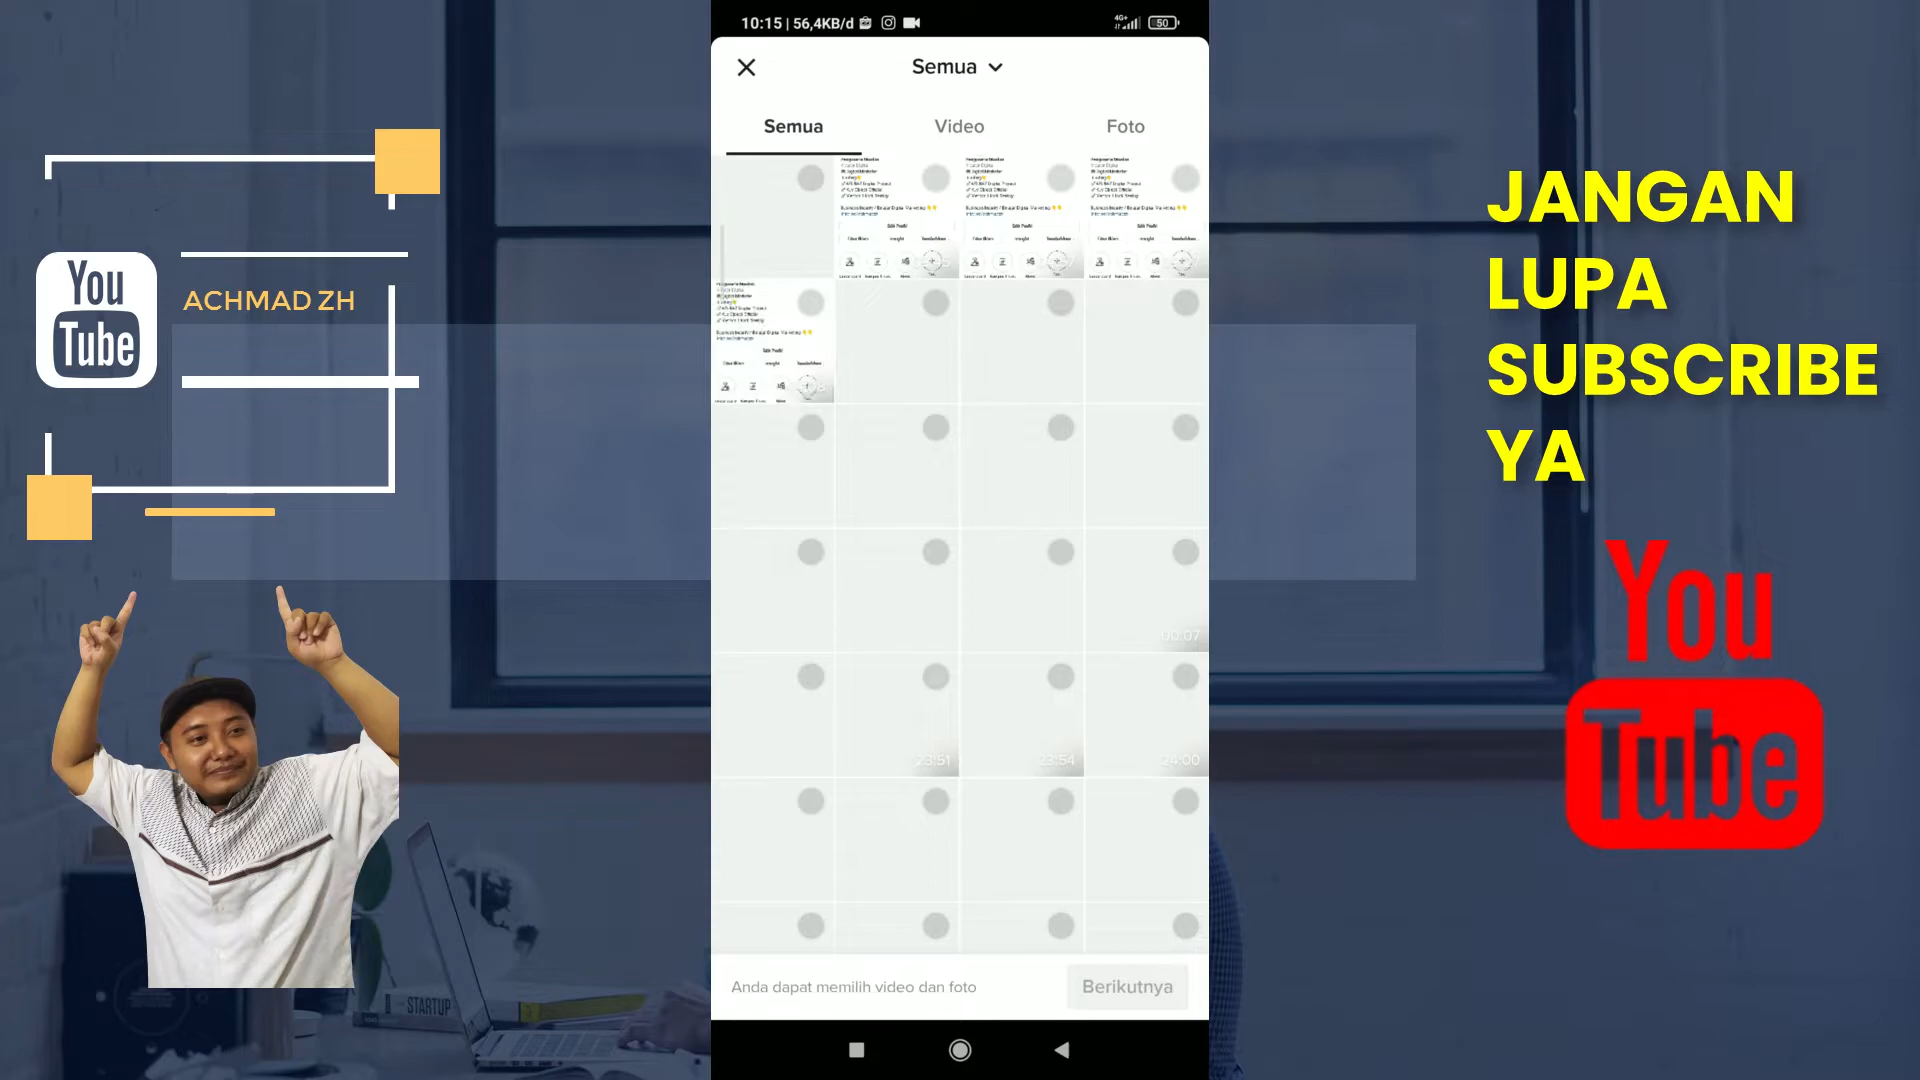 10:15 | 56,4KB/d
4G+
50
Semua
Semua
Video
Foto
You
Tube
ACHMAD ZH
JANGAN
LUPA
SUBSCRIBE
YA
00:07
23:51
23:54
24:00
You
Tube
STARTUP
Anda dapat memilih video dan foto
Berikutnya